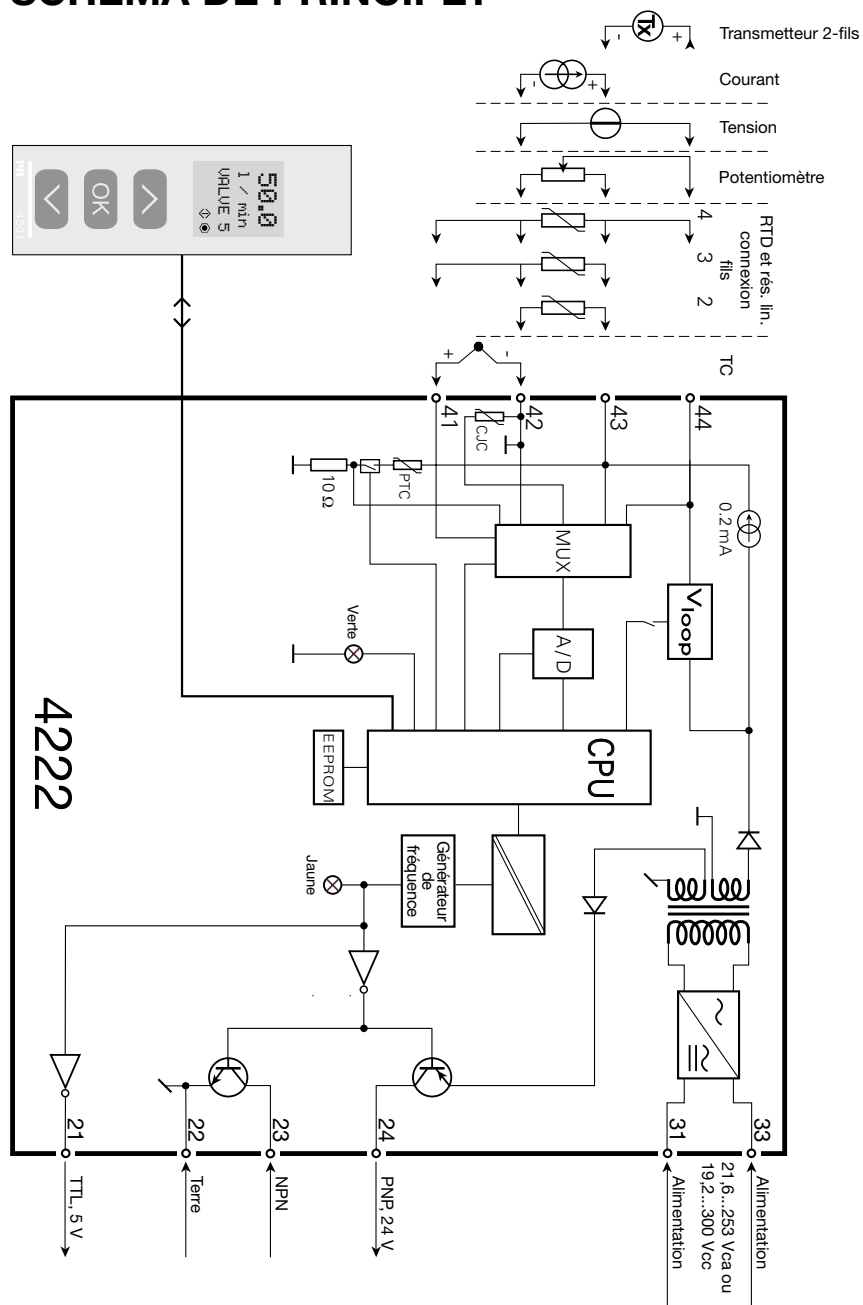 SCHÉMA DE PRINCIPE:
Transmetteur 2-fils
- Tx +
Courant
- +
Tension
Potentiomètre
RTD et rés. lin.
connexion
fils
4 3 2
TC
+ -
50.0
l / min
VALVE 5
OK
PR
4501
41
42
43
44
CJC
PTC
10 Ω
0.2 mA
MUX
Vloop
A/D
Verte
CPU
EEPROM
4222
Générateur
de
fréquence
Jaune
21
22
23
24
31
33
TTL, 5 V
Terre
NPN
PNP, 24 V
Alimentation
21,6...253 Vca ou
19,2...300 Vcc
Alimentation